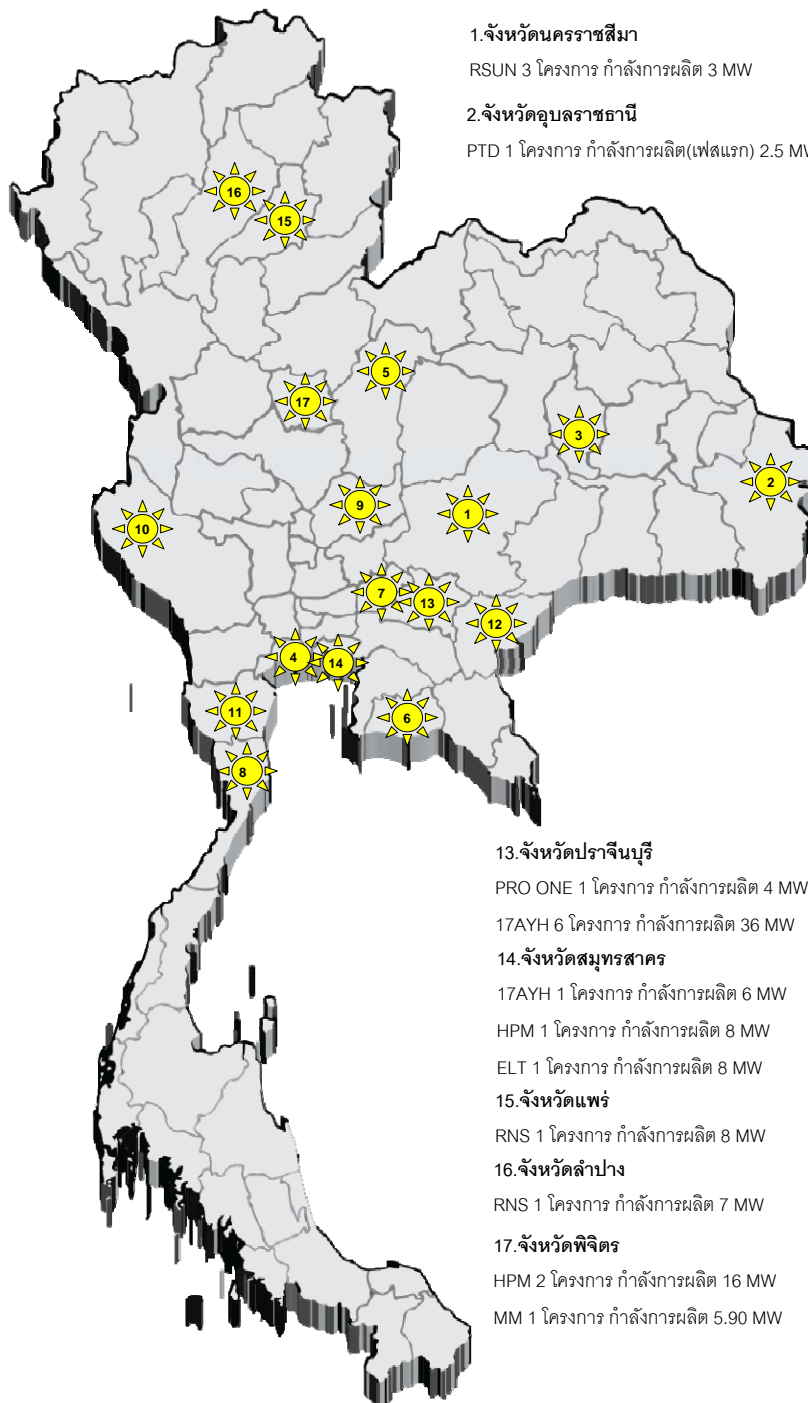 1.จังหวัดนครราชสีมา
RSUN 3 โครงการ กำลังการผลิต 3 MW
2.จังหวัดอุบลราชธานี
PTD 1 โครงการ กำลังการผลิต(เฟสแรก) 2.5 MW
16
15
5
17
3
2
9
1
10
7
13
12
4
14
11
6
8
13.จังหวัดปราจีนบุรี
PRO ONE 1 โครงการ กำลังการผลิต 4 MW
17AYH 6 โครงการ กำลังการผลิต 36 MW
14.จังหวัดสมุทรสาคร
17AYH 1 โครงการ กำลังการผลิต 6 MW
HPM 1 โครงการ กำลังการผลิต 8 MW
ELT 1 โครงการ กำลังการผลิต 8 MW
15.จังหวัดแพร่
RNS 1 โครงการ กำลังการผลิต 8 MW
16.จังหวัดลำปาง
RNS 1 โครงการ กำลังการผลิต 7 MW
17.จังหวัดพิจิตร
HPM 2 โครงการ กำลังการผลิต 16 MW
MM 1 โครงการ กำลังการผลิต 5.90 MW